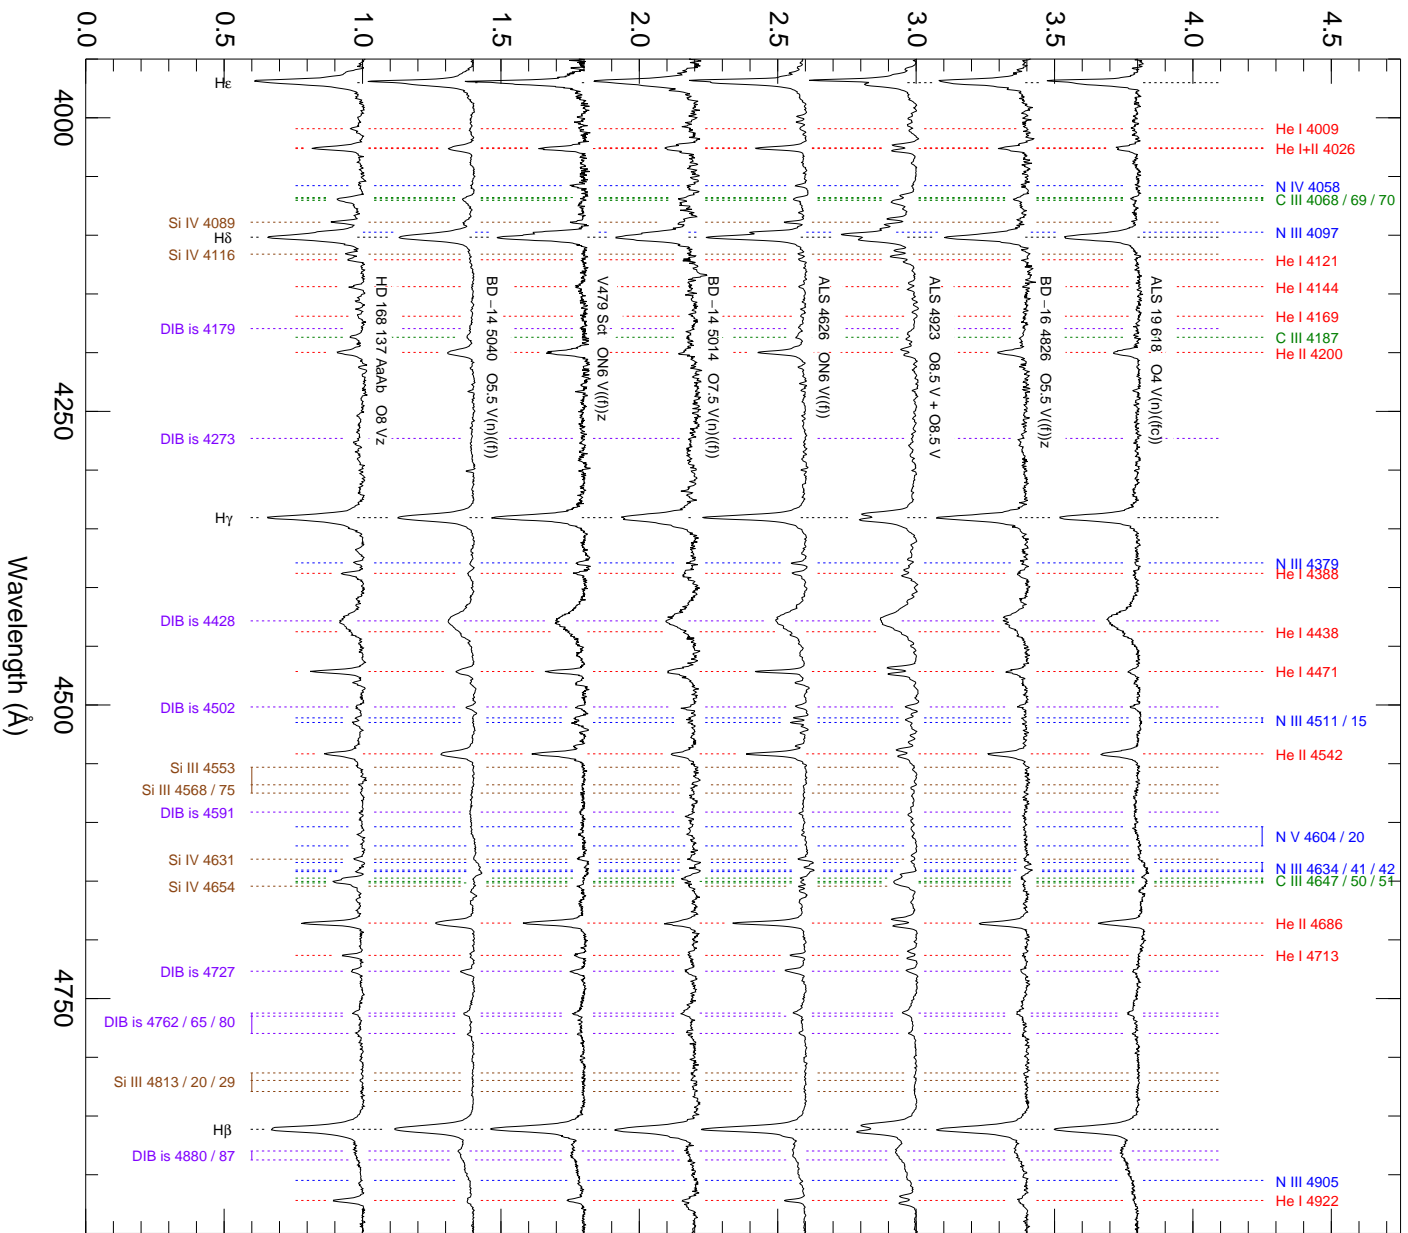 0.0
0.5
1.0
1.5
2.0
2.5
3.0
3.5
4.0
4.5
4000
4250
4500
4750
Wavelength (Å)
Hε
Si IV 4089
Hδ
Si IV 4116
DIB is 4179
DIB is 4273
Hγ
DIB is 4428
DIB is 4502
Si III 4553
Si III 4568 / 75
DIB is 4591
Si IV 4631
Si IV 4654
DIB is 4727
DIB is 4762 / 65 / 80
Si III 4813 / 20 / 29
Hβ
DIB is 4880 / 87
HD 168 137 AaAb O8 Vz
BD −14 5040 O5.5 V(n)((f))
V479 Sct ON6 V((f))z
BD −14 5014 O7.5 V(n)((f))
ALS 4626 ON6 V((f))
ALS 4923 O8.5 V + O8.5 V
BD −16 4826 O5.5 V((f))z
ALS 19 618 O4 V(n)((fc))
He I 4009
He I+II 4026
N IV 4058
C III 4068 / 69 / 70
N III 4097
He I 4121
He I 4144
He I 4169
C III 4187
He II 4200
N III 4379
He I 4388
He I 4438
He I 4471
N III 4511 / 15
He II 4542
N V 4604 / 20
N III 4634 / 41 / 42
C III 4647 / 50 / 51
He II 4686
He I 4713
N III 4905
He I 4922